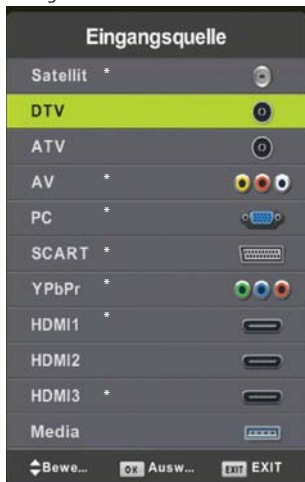 Eingangsquelle
Satellit *
DTV
ATV
AV *
PC *
SCART *
YPbPr *
HDMI1 *
HDMI2
HDMI3 *
Media
Bewe... OK Ausw... EXIT EXIT